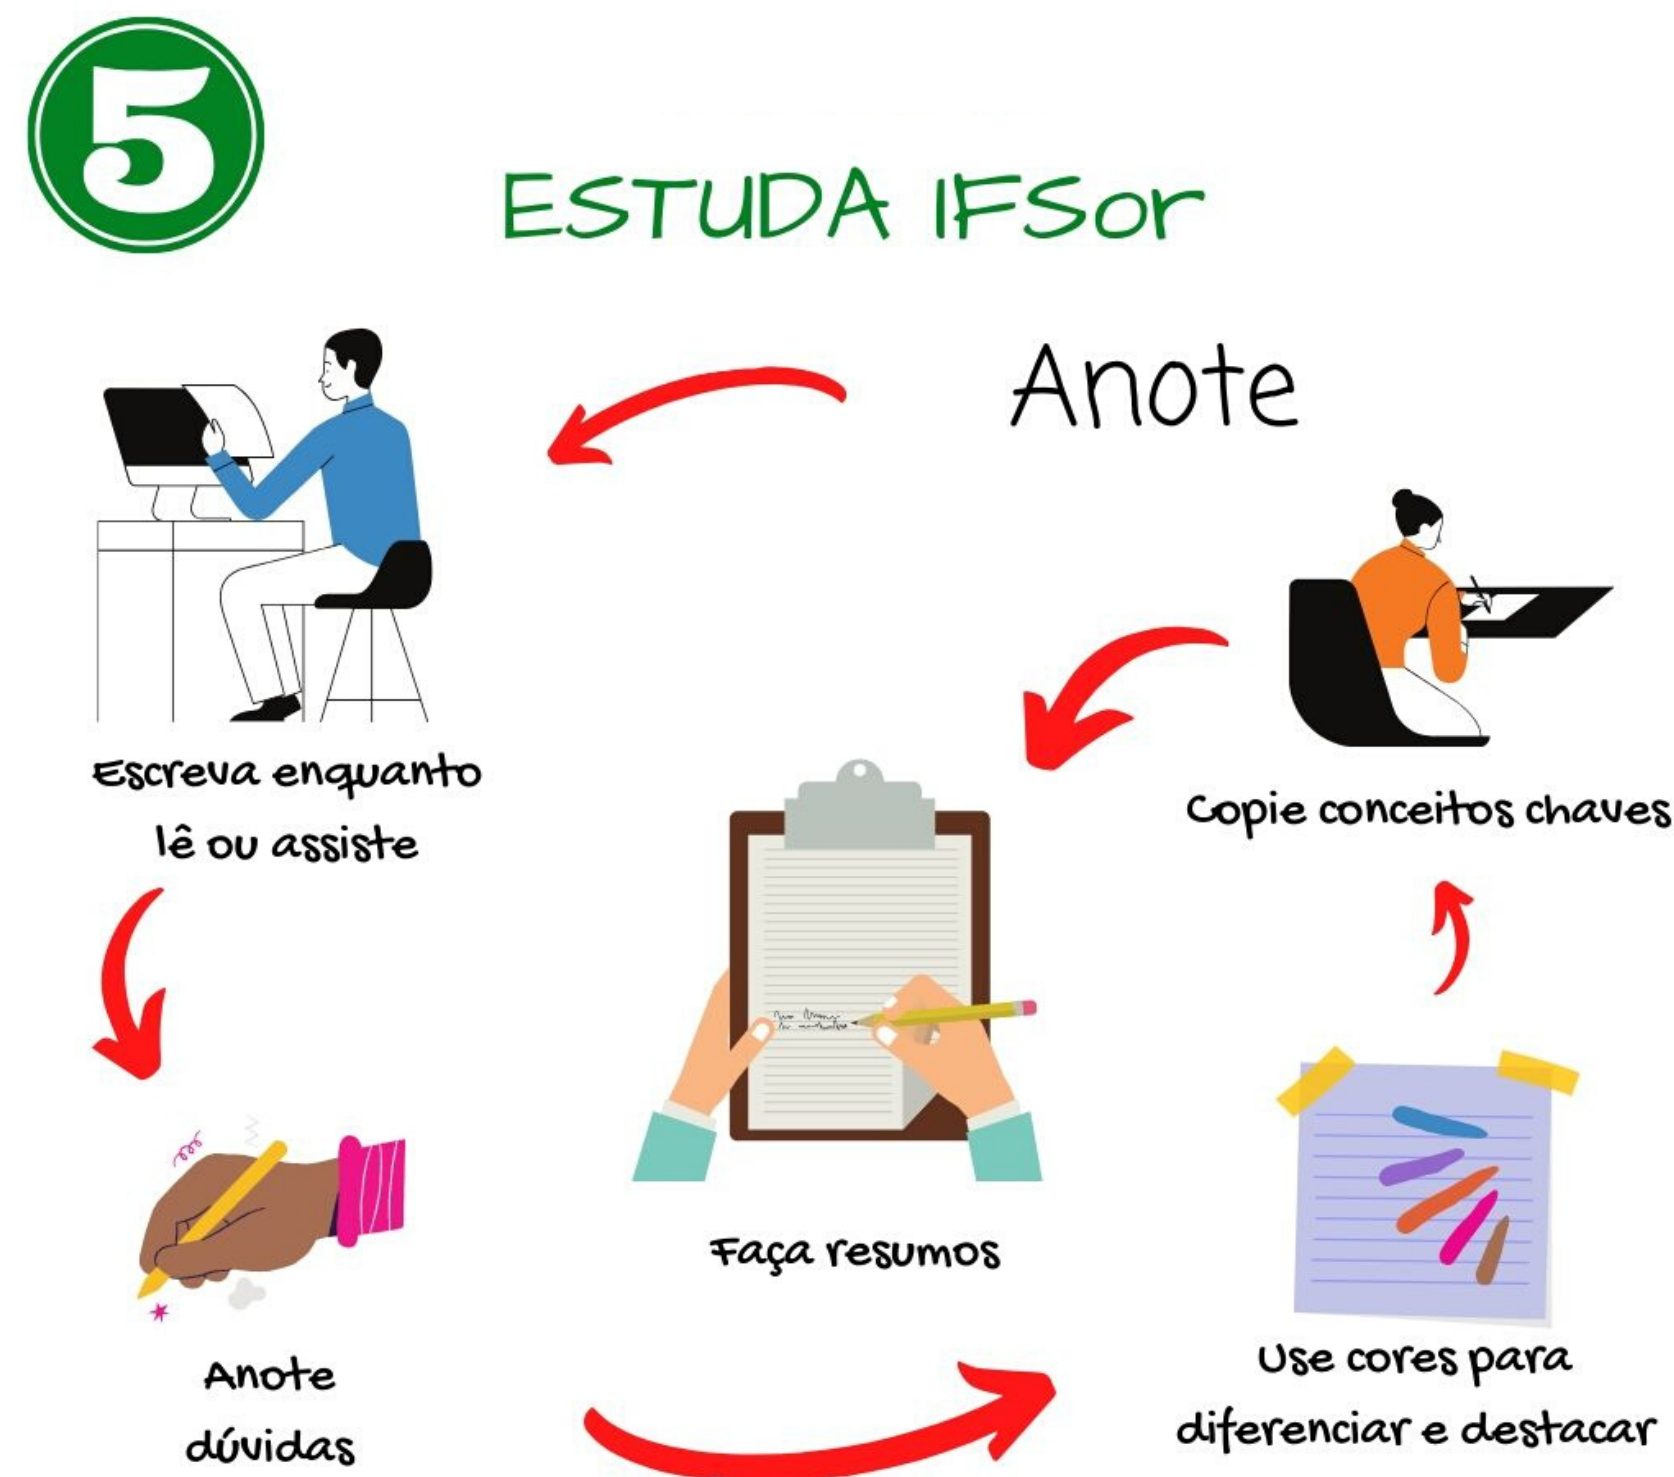 5
ESTUDA IFSor
Anote
Escreva enquanto
lê ou assiste
Anote
dúvidas
Use cores para
diferenciar e destacar
Copie conceitos chaves
Faça resumos